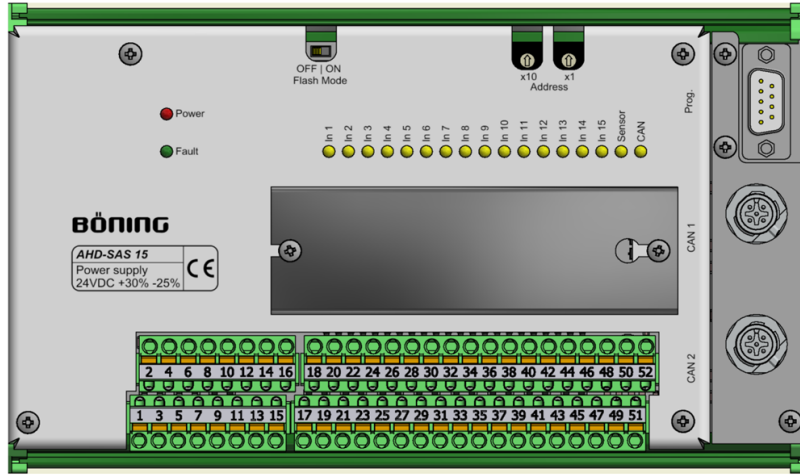 OFF | ON
Flash Mode
x10
x1
Address
Prog.
Power
Fault
In 1
In 2
In 3
In 4
In 5
In 6
In 7
In 8
In 9
In 10
In 11
In 12
In 13
In 14
In 15
Sensor
CAN
BÖNING
AHD-SAS 15
Power supply
24VDC +30% -25%
CE
CAN 1
CAN 2
2 4 6 8 10 12 14 16 18 20 22 24 26 28 30 32 34 36 38 40 42 44 46 48 50 52
1 3 5 7 9 11 13 15 17 19 21 23 25 27 29 31 33 35 37 39 41 43 45 47 49 51